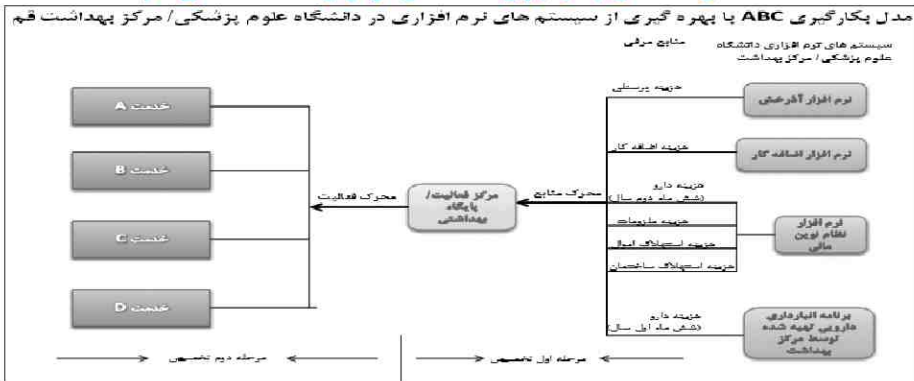 مدل بکارگیری ABC با بهره گیری از سیستم های نرم افزاری در دانشگاه علوم پزشکی/ مرکز بهداشت قم
سیستم های نرم افزاری دانشگاه
علوم پزشکی/ مرکز بهداشت
منابع مرفی
نرم افزار آذرخش
هزینه پرسنلی
نرم افزار اضافه کار
هزینه اضافه کار
نرم افزار
نظام نوین
مالی
هزینه دارو
(شش ماه دوم سال)
هزینه ملزومات
هزینه استهلاک اموال
هزینه استهلاک ساختمان
برنامه انبارداری
دارویی تهیه شده
توسط مرکز
بهداشت
هزینه دارو
(شش ماه اول سال)
محرک منابع
مرکز فعالیت/
پایگاه
بهداشتی
محرک فعالیت
خدمت A
خدمت B
خدمت C
خدمت D
مرحله اول تخصیص
مرحله دوم تخصیص